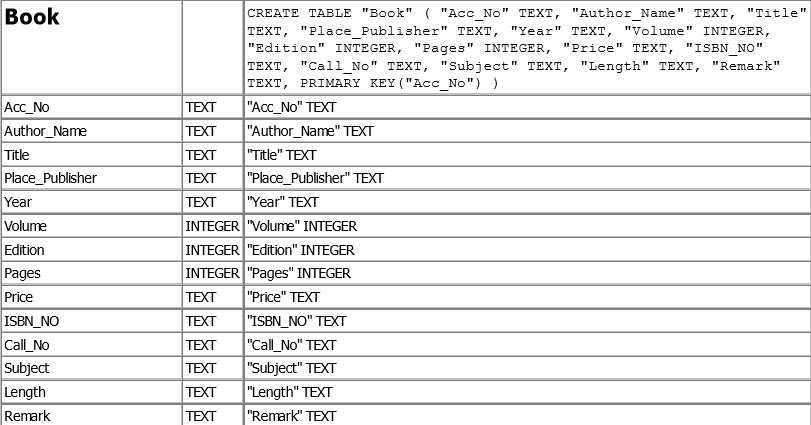 Book
CREATE TABLE "Book" ( "Acc_No" TEXT, "Author_Name" TEXT, "Title"
TEXT, "Place_Publisher" TEXT, "Year" TEXT, "Volume" INTEGER,
"Edition" INTEGER, "Pages" INTEGER, "Price" TEXT, "ISBN_NO"
TEXT, "Call_No" TEXT, "Subject" TEXT, "Length" TEXT, "Remark"
TEXT, PRIMARY KEY("Acc_No") )
Acc_No TEXT "Acc_No" TEXT
Author_Name TEXT "Author_Name" TEXT
Title TEXT "Title" TEXT
Place_Publisher TEXT "Place_Publisher" TEXT
Year TEXT "Year" TEXT
Volume INTEGER "Volume" INTEGER
Edition INTEGER "Edition" INTEGER
Pages INTEGER "Pages" INTEGER
Price TEXT "Price" TEXT
ISBN_NO TEXT "ISBN_NO" TEXT
Call_No TEXT "Call_No" TEXT
Subject TEXT "Subject" TEXT
Length TEXT "Length" TEXT
Remark TEXT "Remark" TEXT